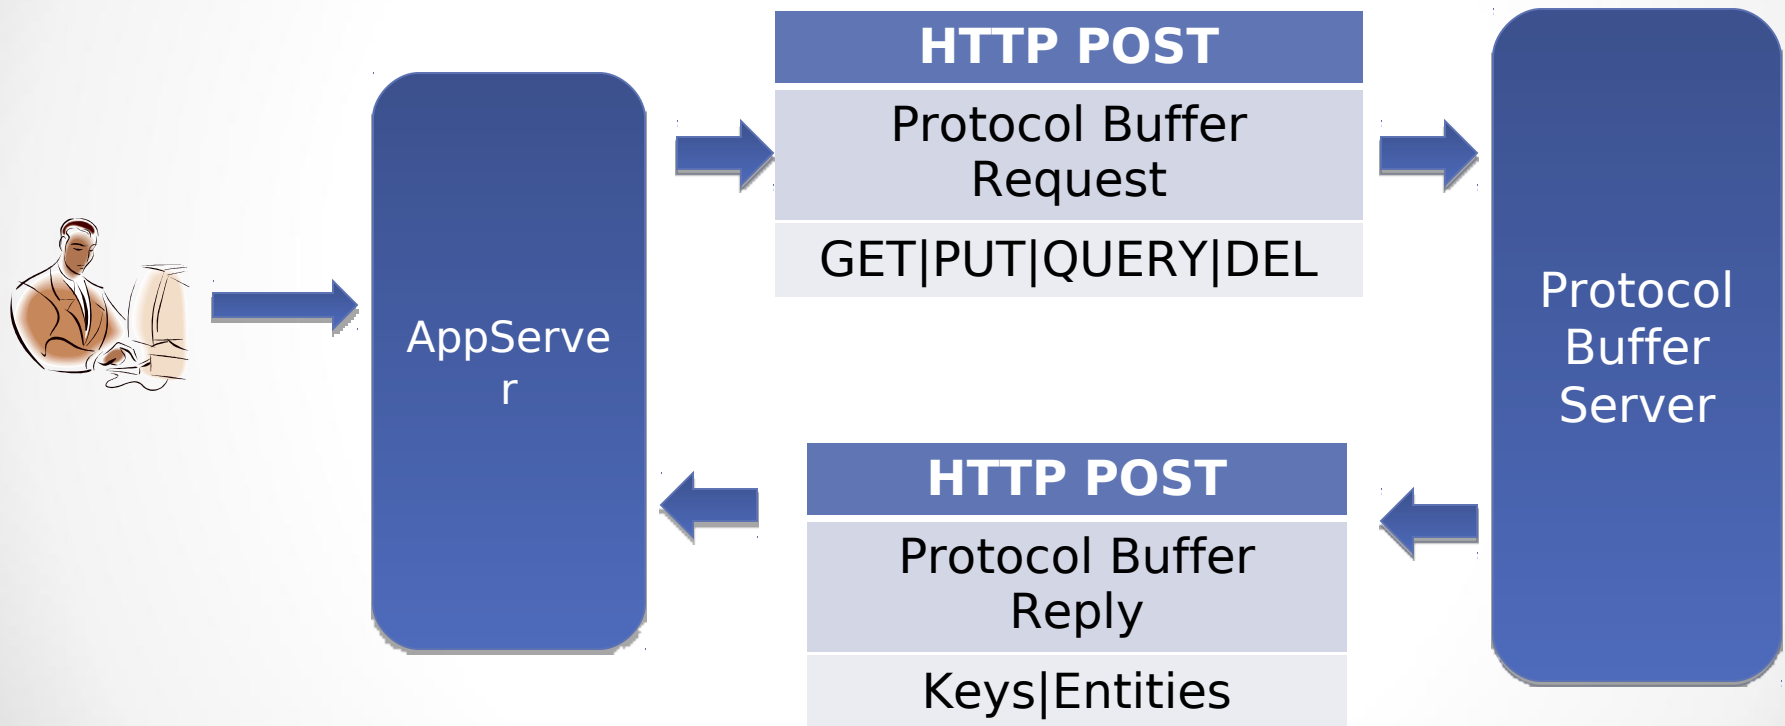 HTTP POST
Protocol Buffer
Request
GET|PUT|QUERY|DEL
AppServe
r
Protocol
Buffer
Server
HTTP POST
Protocol Buffer
Reply
Keys|Entities